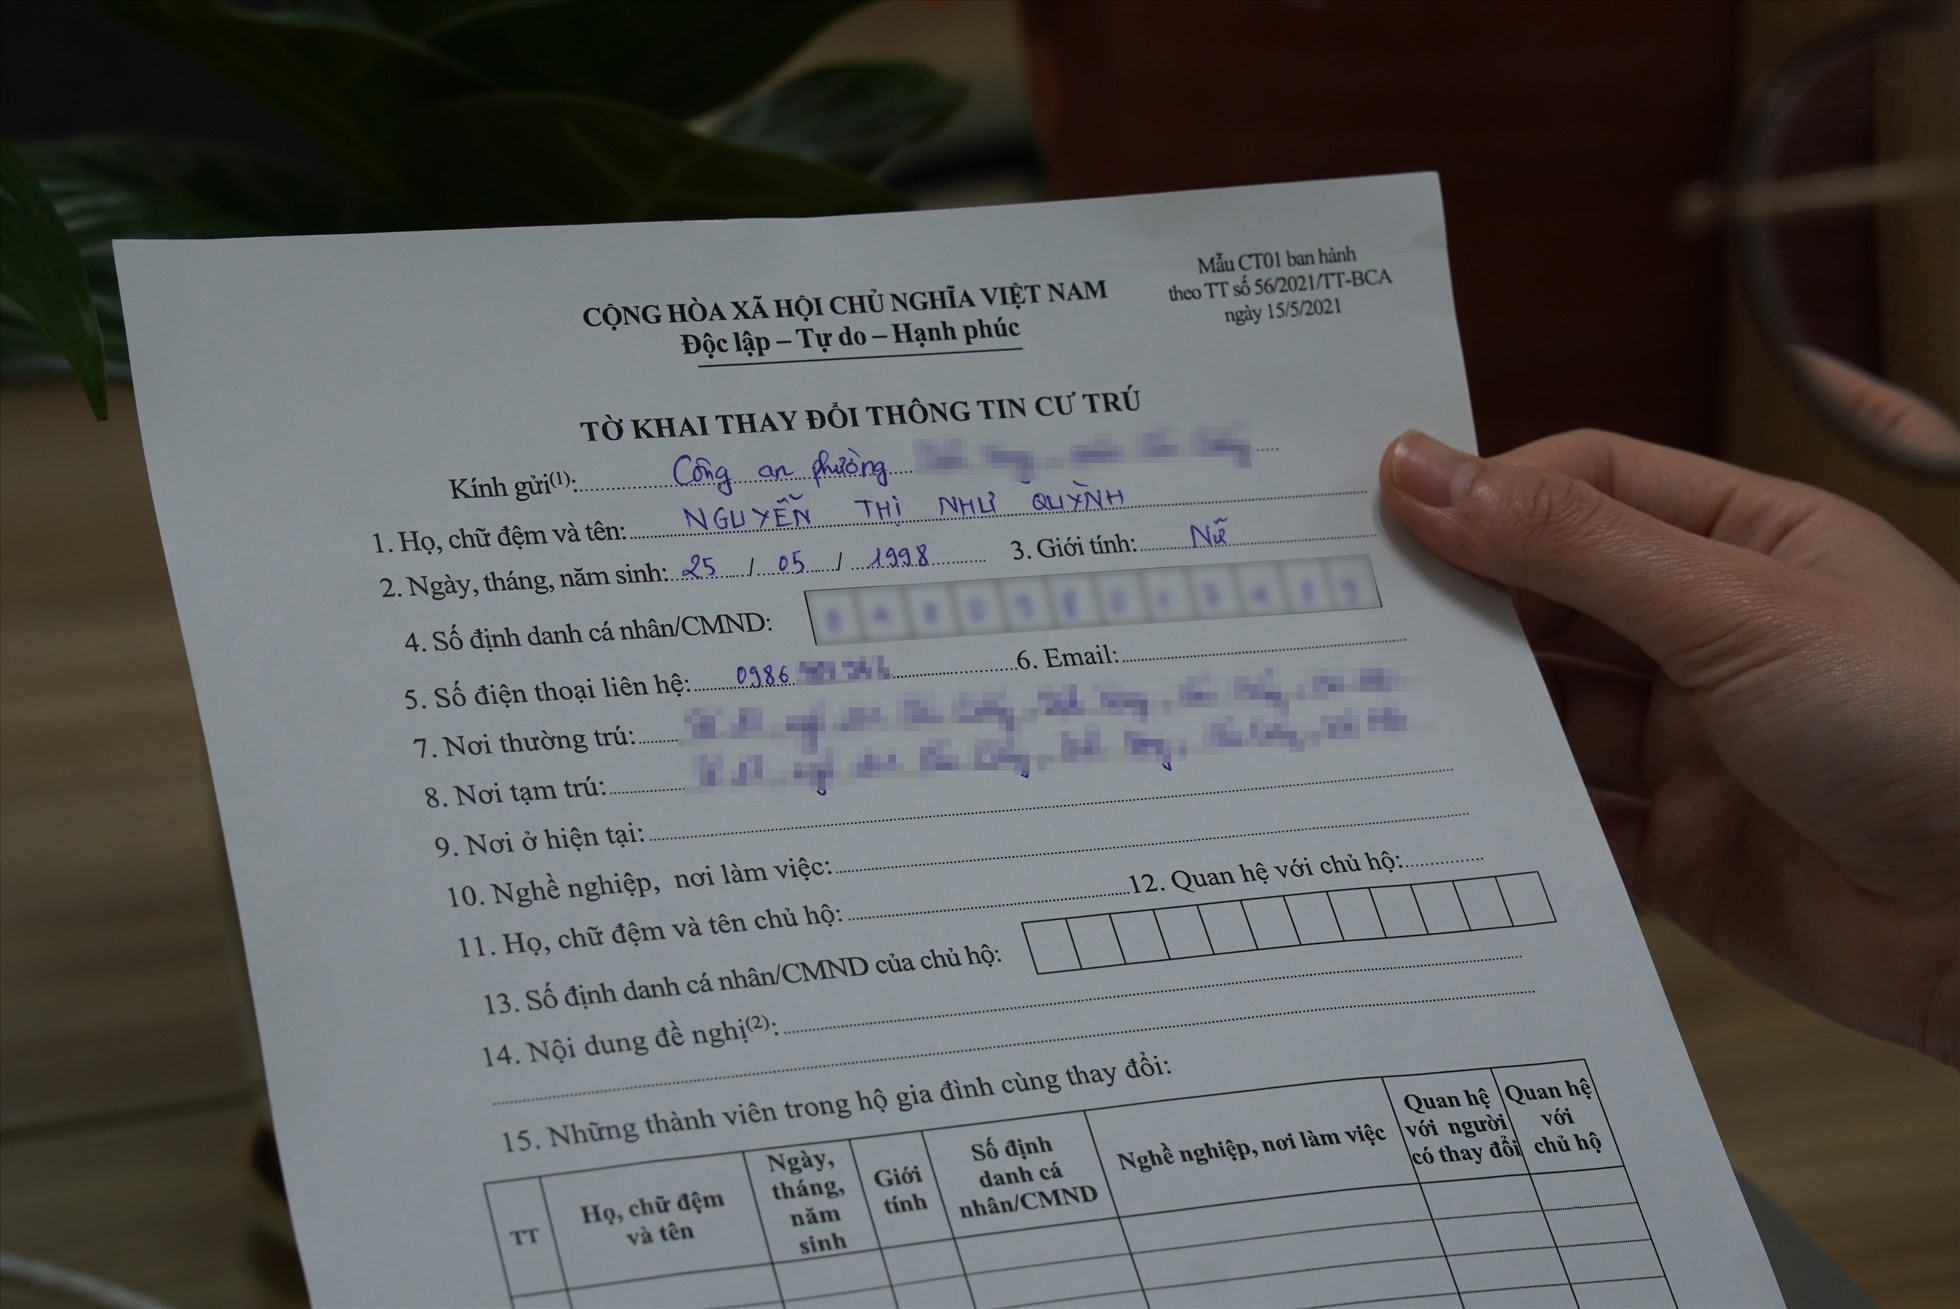 Mẫu CT01 ban hành
theo TT số 56/2021/TT-BCA
ngày 15/5/2021
CỘNG HÒA XÃ HỘI CHỦ NGHĨA VIỆT NAM
Độc lập – Tự do – Hạnh phúc
TỜ KHAI THAY ĐỔI THÔNG TIN CƯ TRÚ
Kính gửi(1): Công an phường
1. Họ, chữ đệm và tên: NGUYỄN THỊ NHƯ QUỲNH
2. Ngày, tháng, năm sinh: 25 / 05 / 1998 3. Giới tính: Nữ
4. Số định danh cá nhân/CMND:
5. Số điện thoại liên hệ: 0986 6. Email:
7. Nơi thường trú:
8. Nơi tạm trú:
9. Nơi ở hiện tại:
10. Nghề nghiệp, nơi làm việc:
11. Họ, chữ đệm và tên chủ hộ: 12. Quan hệ với chủ hộ:
13. Số định danh cá nhân/CMND của chủ hộ:
14. Nội dung đề nghị(2):
15. Những thành viên trong hộ gia đình cùng thay đổi:
TT
Họ, chữ đệm
và tên
Ngày,
tháng,
năm
sinh
Giới
tính
Số định
danh cá
nhân/CMND
Nghề nghiệp, nơi làm việc
Quan hệ
với người
có thay đổi
Quan hệ
với
chủ hộ